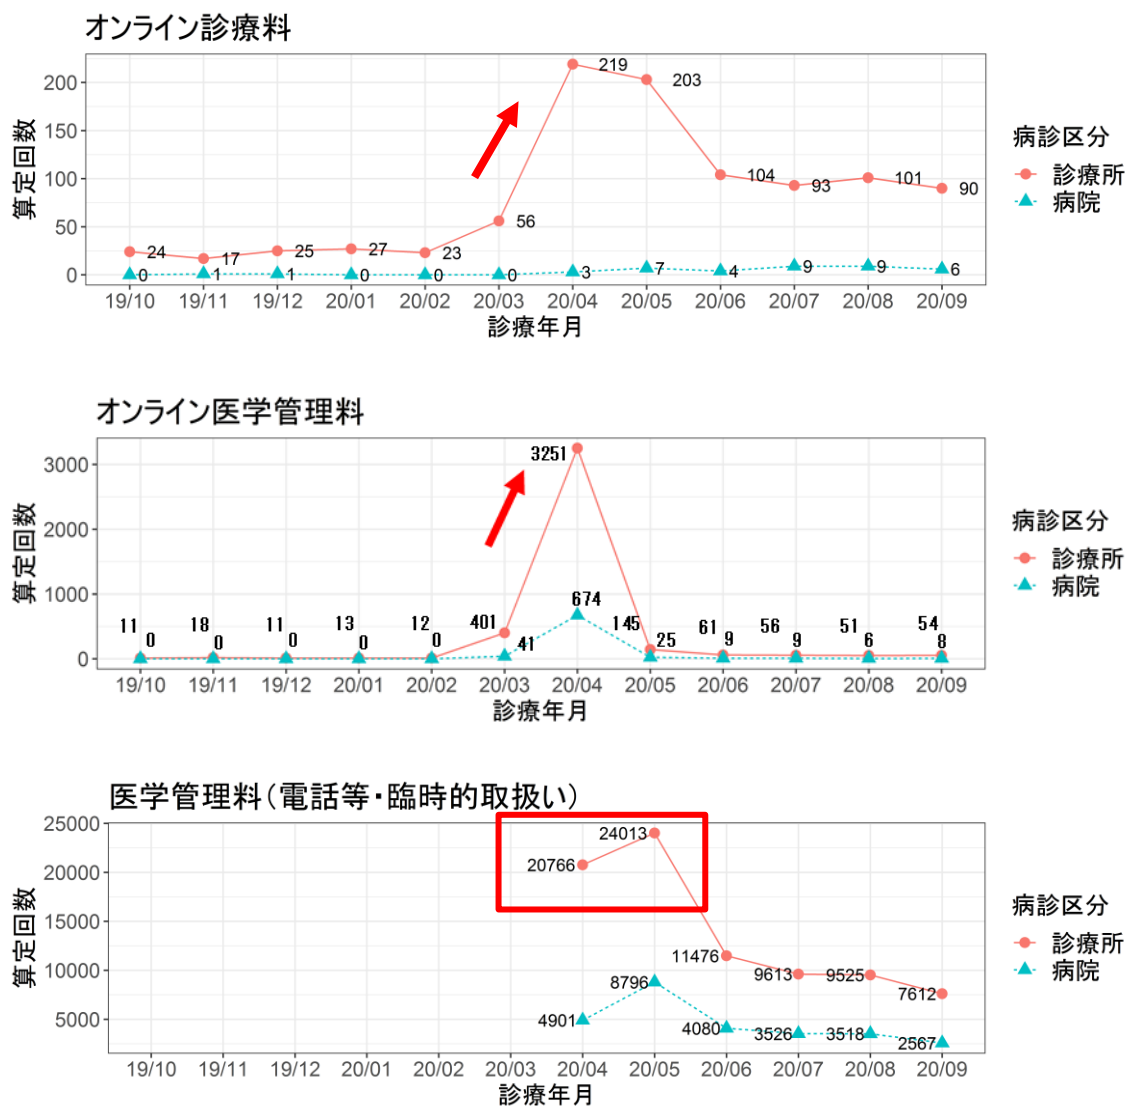 オンライン診療料
算定回数
200
150
100
50
0
24 17 25 27 23 56 219 203 104 93 101 90
0 1 1 0 0 0 3 7 4 9 9 6
19/10 19/11 19/12 20/01 20/02 20/03 20/04 20/05 20/06 20/07 20/08 20/09
診療年月
病診区分
診療所
病院
オンライン医学管理料
算定回数
3000
2000
1000
0
11 18 11 13 12 401 3251 145 61 56 51 54
0 0 0 0 0 41 674 25 9 9 6 8
19/10 19/11 19/12 20/01 20/02 20/03 20/04 20/05 20/06 20/07 20/08 20/09
診療年月
病診区分
診療所
病院
医学管理料（電話等・臨時的取扱い）
算定回数
25000
20000
15000
10000
5000
20766 24013 11476 9613 9525 7612
4901 8796 4080 3526 3518 2567
19/10 19/11 19/12 20/01 20/02 20/03 20/04 20/05 20/06 20/07 20/08 20/09
診療年月
病診区分
診療所
病院